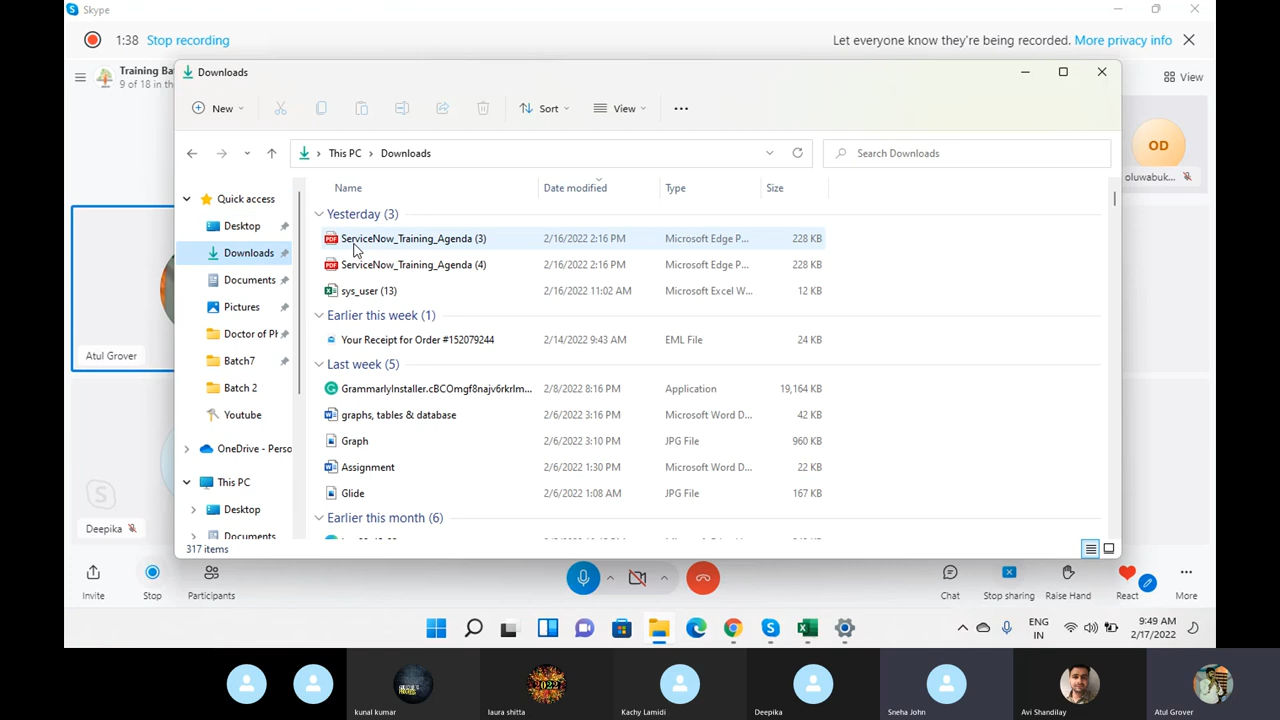 Skype
1:38 Stop recording
Let everyone know they're being recorded. More privacy info
Training Ba
9 of 18 in th
View
Downloads
New
Sort
View
This PC
Downloads
Search Downloads
Name
Date modified
Type
Size
Quick access
Desktop
Downloads
Documents
Pictures
Doctor of Ph
Batch7
Batch 2
Youtube
OneDrive - Perso
This PC
Desktop
Documents
Yesterday (3)
ServiceNow_Training_Agenda (3) 2/16/2022 2:16 PM Microsoft Edge P... 228 KB
ServiceNow_Training_Agenda (4) 2/16/2022 2:16 PM Microsoft Edge P... 228 KB
sys_user (13) 2/16/2022 11:02 AM Microsoft Excel W... 12 KB
Earlier this week (1)
Your Receipt for Order #152079244 2/14/2022 9:43 AM EML File 24 KB
Last week (5)
GrammarlyInstaller.cBCOmgf8najv6rkrlm... 2/8/2022 8:16 PM Application 19,164 KB
graphs, tables & database 2/6/2022 3:16 PM Microsoft Word D... 42 KB
Graph 2/6/2022 3:10 PM JPG File 960 KB
Assignment 2/6/2022 1:30 PM Microsoft Word D... 22 KB
Glide 2/6/2022 1:08 AM JPG File 167 KB
Earlier this month (6)
317 items
OD
oluwabuk...
Atul Grover
Deepika
Invite
Stop
Participants
Chat
Stop sharing
Raise Hand
React
More
ENG
IN
9:49 AM
2/17/2022
2022
kunal kumar
laura shitta
Kachy Lamidi
Deepika
Sneha John
Avi Shandilay
Atul Grover